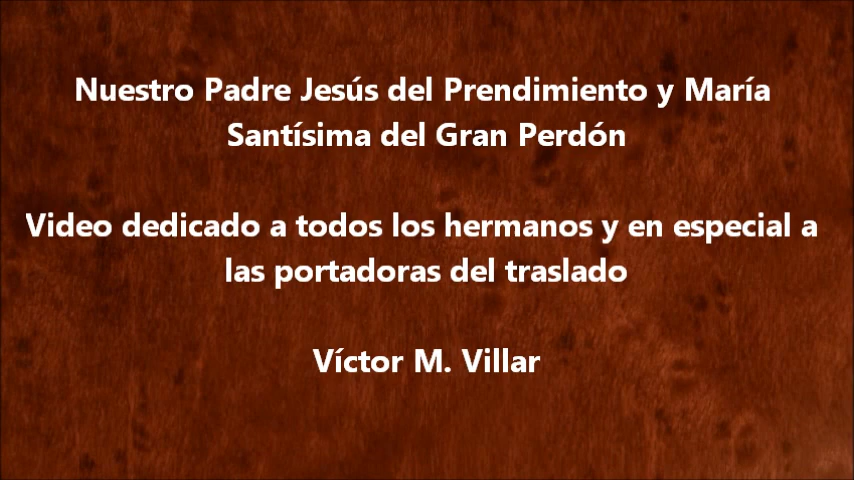 Nuestro Padre Jesús del Prendimiento y María
Santísima del Gran Perdón
Video dedicado a todos los hermanos y en especial a
las portadoras del traslado
Víctor M. Villar